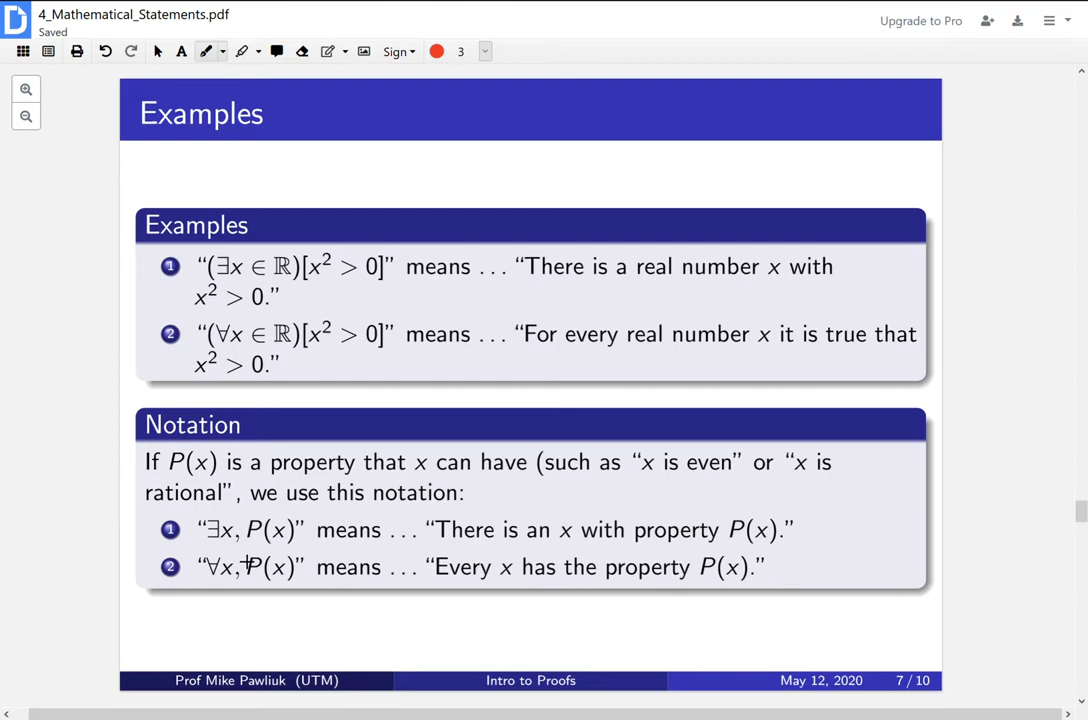 4_Mathematical_Statements.pdf
Saved
Upgrade to Pro
A
Sign
3
Examples
Examples
1 “(∃x ∈ ℝ)[x² > 0]” means . . . “There is a real number x with
x² > 0.”
2 “(∀x ∈ ℝ)[x² > 0]” means . . . “For every real number x it is true that
x² > 0.”
Notation
If P(x) is a property that x can have (such as “x is even” or “x is
rational”, we use this notation:
1 “∃x, P(x)” means . . . “There is an x with property P(x).”
2 “∀x, P(x)” means . . . “Every x has the property P(x).”
Prof Mike Pawliuk (UTM) Intro to Proofs May 12, 2020 7 / 10